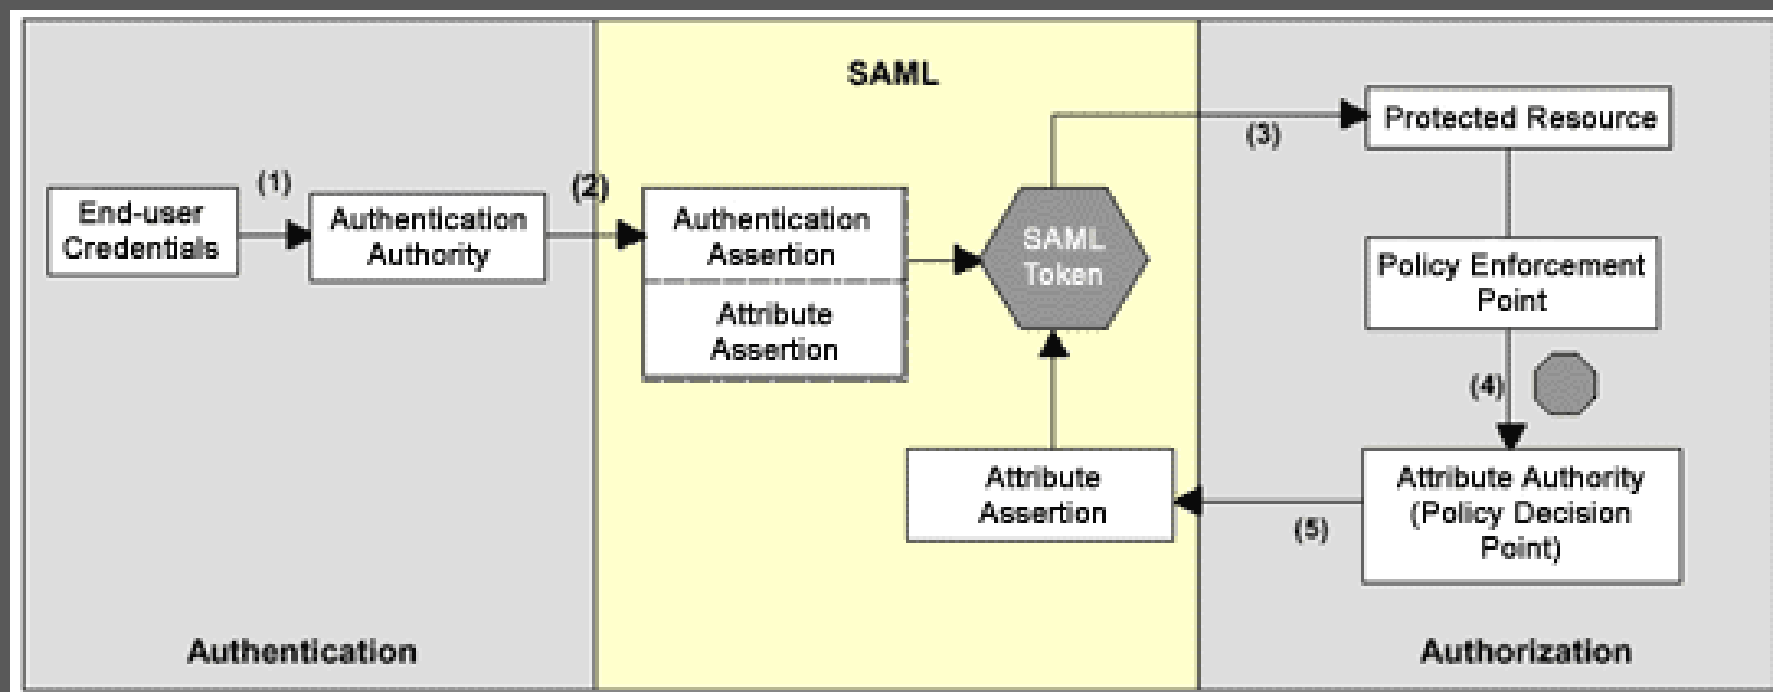 SAML
(1)
End-user
Credentials
Authentication
Authority
(2)
Authentication
Assertion
Attribute
Assertion
SAML
Token
(3)
Protected Resource
Policy Enforcement
Point
(4)
Attribute Authority
(Policy Decision
Point)
(5)
Attribute
Assertion
Authentication
Authorization